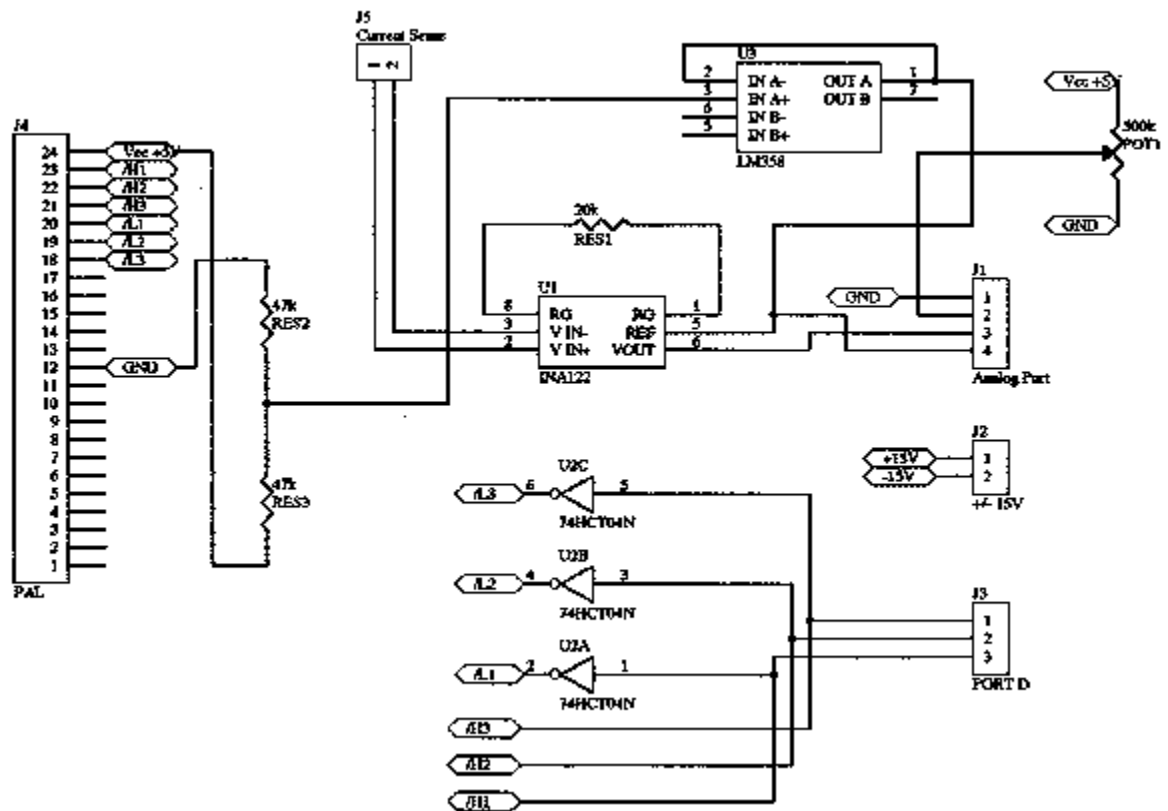 J5
Current Sense
1
2
U3
2 IN A- OUT A 1
3 IN A+ OUT B 7
6 IN B-
5 IN B+
LM358
Vcc +5V
500k
POT1
GND
J4
24 Vcc +5V
23 /H1
22 /H2
21 /H3
20 /L1
19 /L2
18 /L3
17
16
15
14
13
12 GND
11
10
9
8
7
6
5
4
3
2
1
PAL
47k
RES2
47k
RES3
20k
RES1
U1
8 RG RG 1
3 V IN- REF 5
2 V IN+ VOUT 6
INA122
J1
GND 1
2
3
4
Analog Port
J2
+15V 1
-15V 2
+/- 15V
U2C
/L3 6 5
74HCT04N
U2B
/L2 4 3
74HCT04N
U2A
/L1 2 1
74HCT04N
J3
1
2
3
PORT D
/H3
/H2
/H1